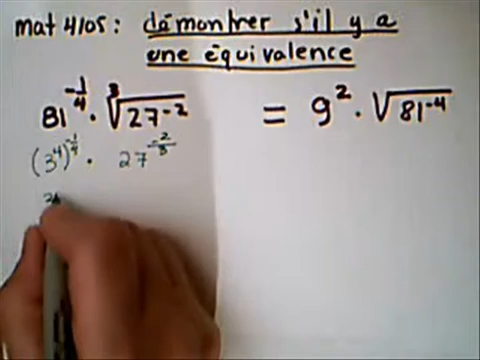 mat 4105: démontrer s'il y a
une équivalence
81^{-1/4} · ∛(27^{-2}) = 9^2 · √(81^{-4})
(3^4)^{-1/4} · 27^{-2/3}